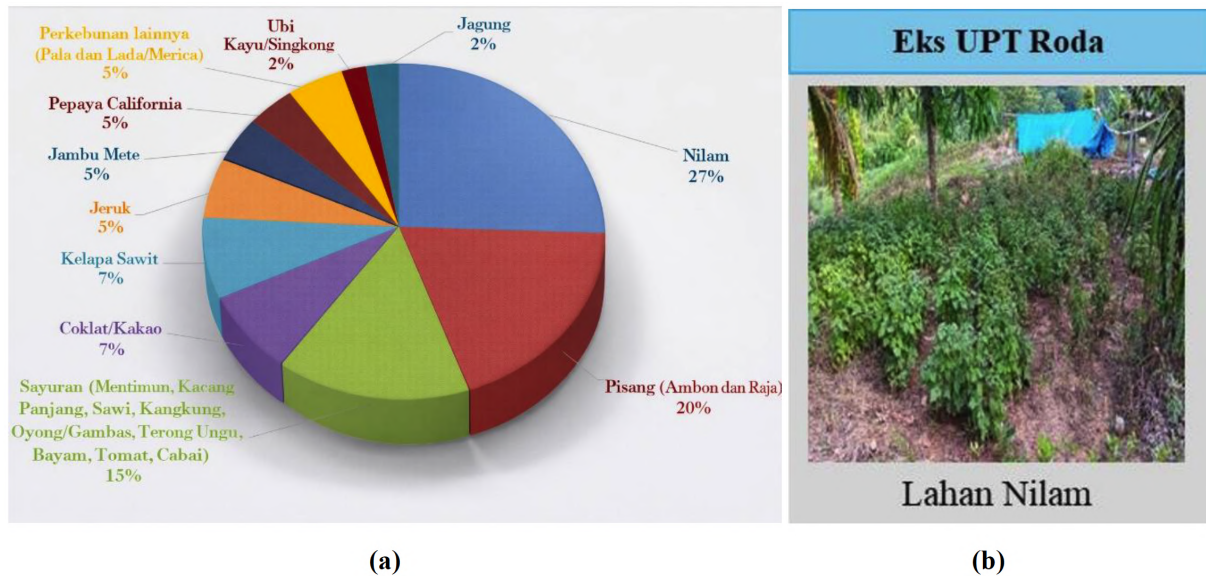 Perkebunan lainnya
(Pala dan Lada/Merica)
5%
Ubi
Kayu/Singkong
2%
Jagung
2%
Pepaya California
5%
Jambu Mete
5%
Jeruk
5%
Kelapa Sawit
7%
Coklat/Kakao
7%
Sayuran (Mentimun, Kacang
Panjang, Sawi, Kangkung,
Oyong/Gambas, Terong Ungu,
Bayam, Tomat, Cabai)
15%
Nilam
27%
Pisang (Ambon dan Raja)
20%
(a)
Eks UPT Roda
Lahan Nilam
(b)